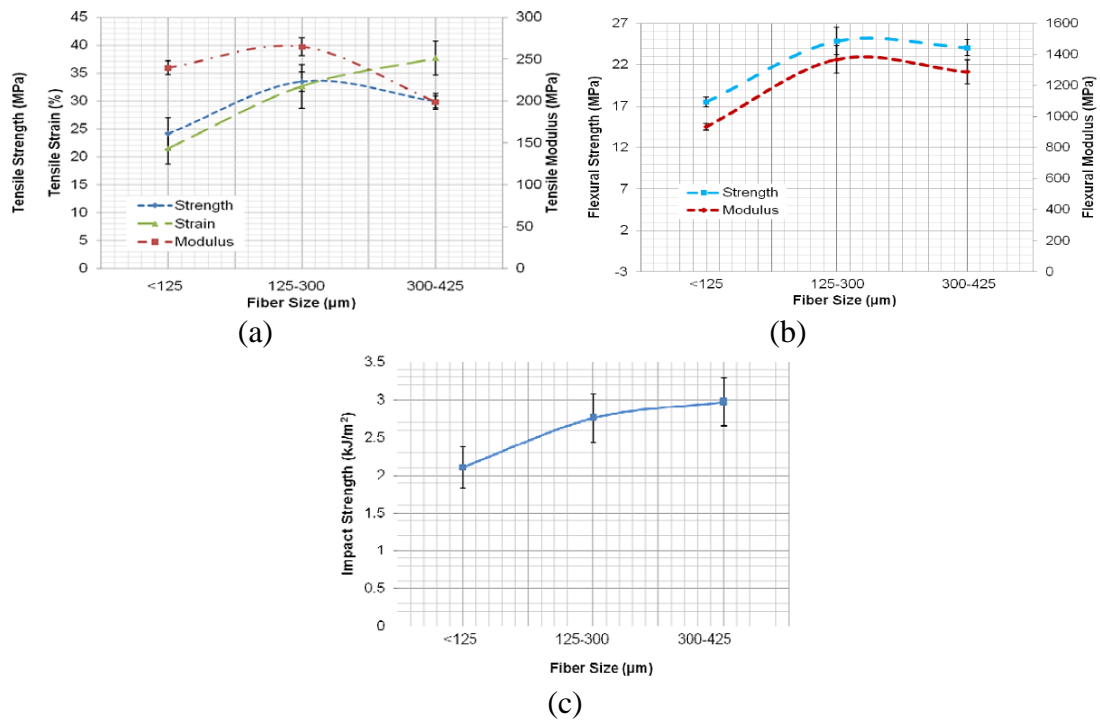 45
40
35
30
25
20
15
10
5
0
Tensile Strength (MPa)
Tensile Strain (%)
300
250
200
150
100
50
0
Tensile Modulus (MPa)
Strength
Strain
Modulus
<125
125-300
300-425
Fiber Size (µm)
(a)
27
22
17
12
7
2
-3
Flexural Strength (MPa)
1600
1400
1200
1000
800
600
400
200
0
Flexural Modulus (MPa)
Strength
Modulus
<125
125-300
300-425
Fiber Size (µm)
(b)
3.5
3
2.5
2
1.5
1
0.5
0
Impact Strength (kJ/m²)
<125
125-300
300-425
Fiber Size (µm)
(c)